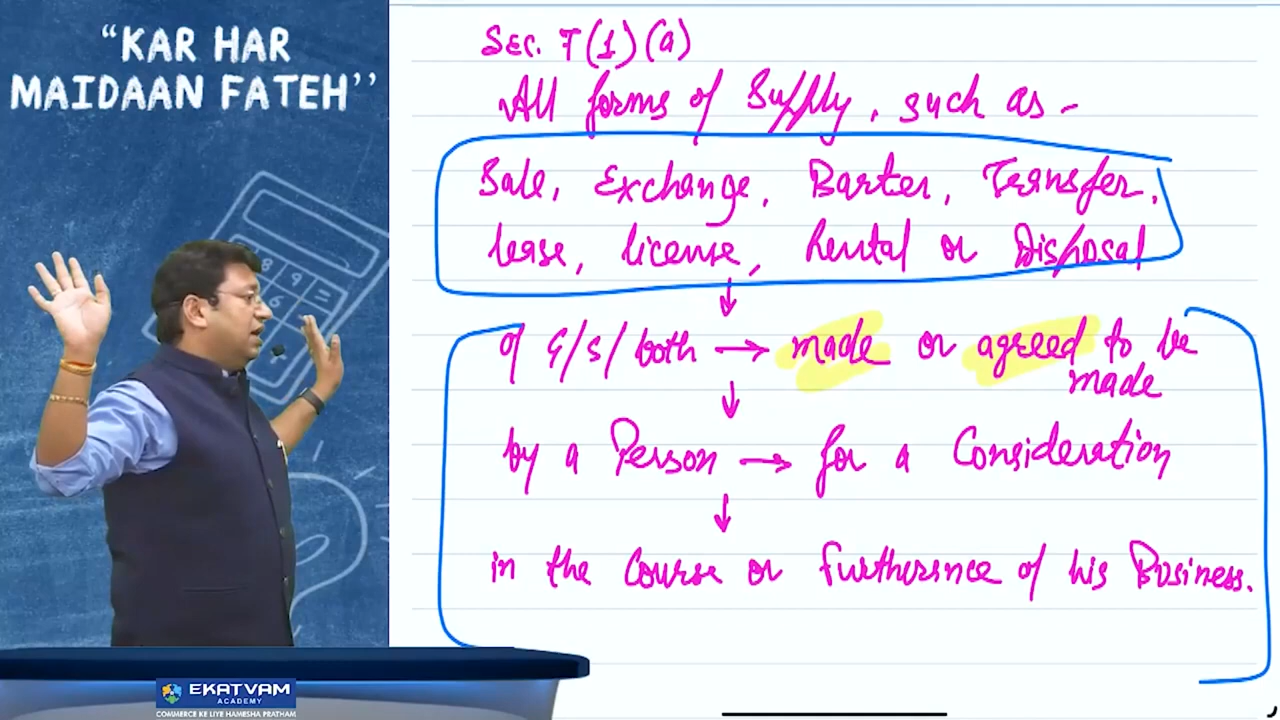 “KAR HAR
MAIDAAN FATEH’’
Sec. 7(1)(a)
All forms of Supply, such as -
Sale, Exchange, Barter, Transfer,
lease, license, Rental or Disposal
of G/S/both → made or agreed to be
made
by a Person → for a Consideration
in the Course or furtherence of his Business.
EKATVAM
ACADEMY
COMMERCE KE LIYE HAMESHA PRATHAM